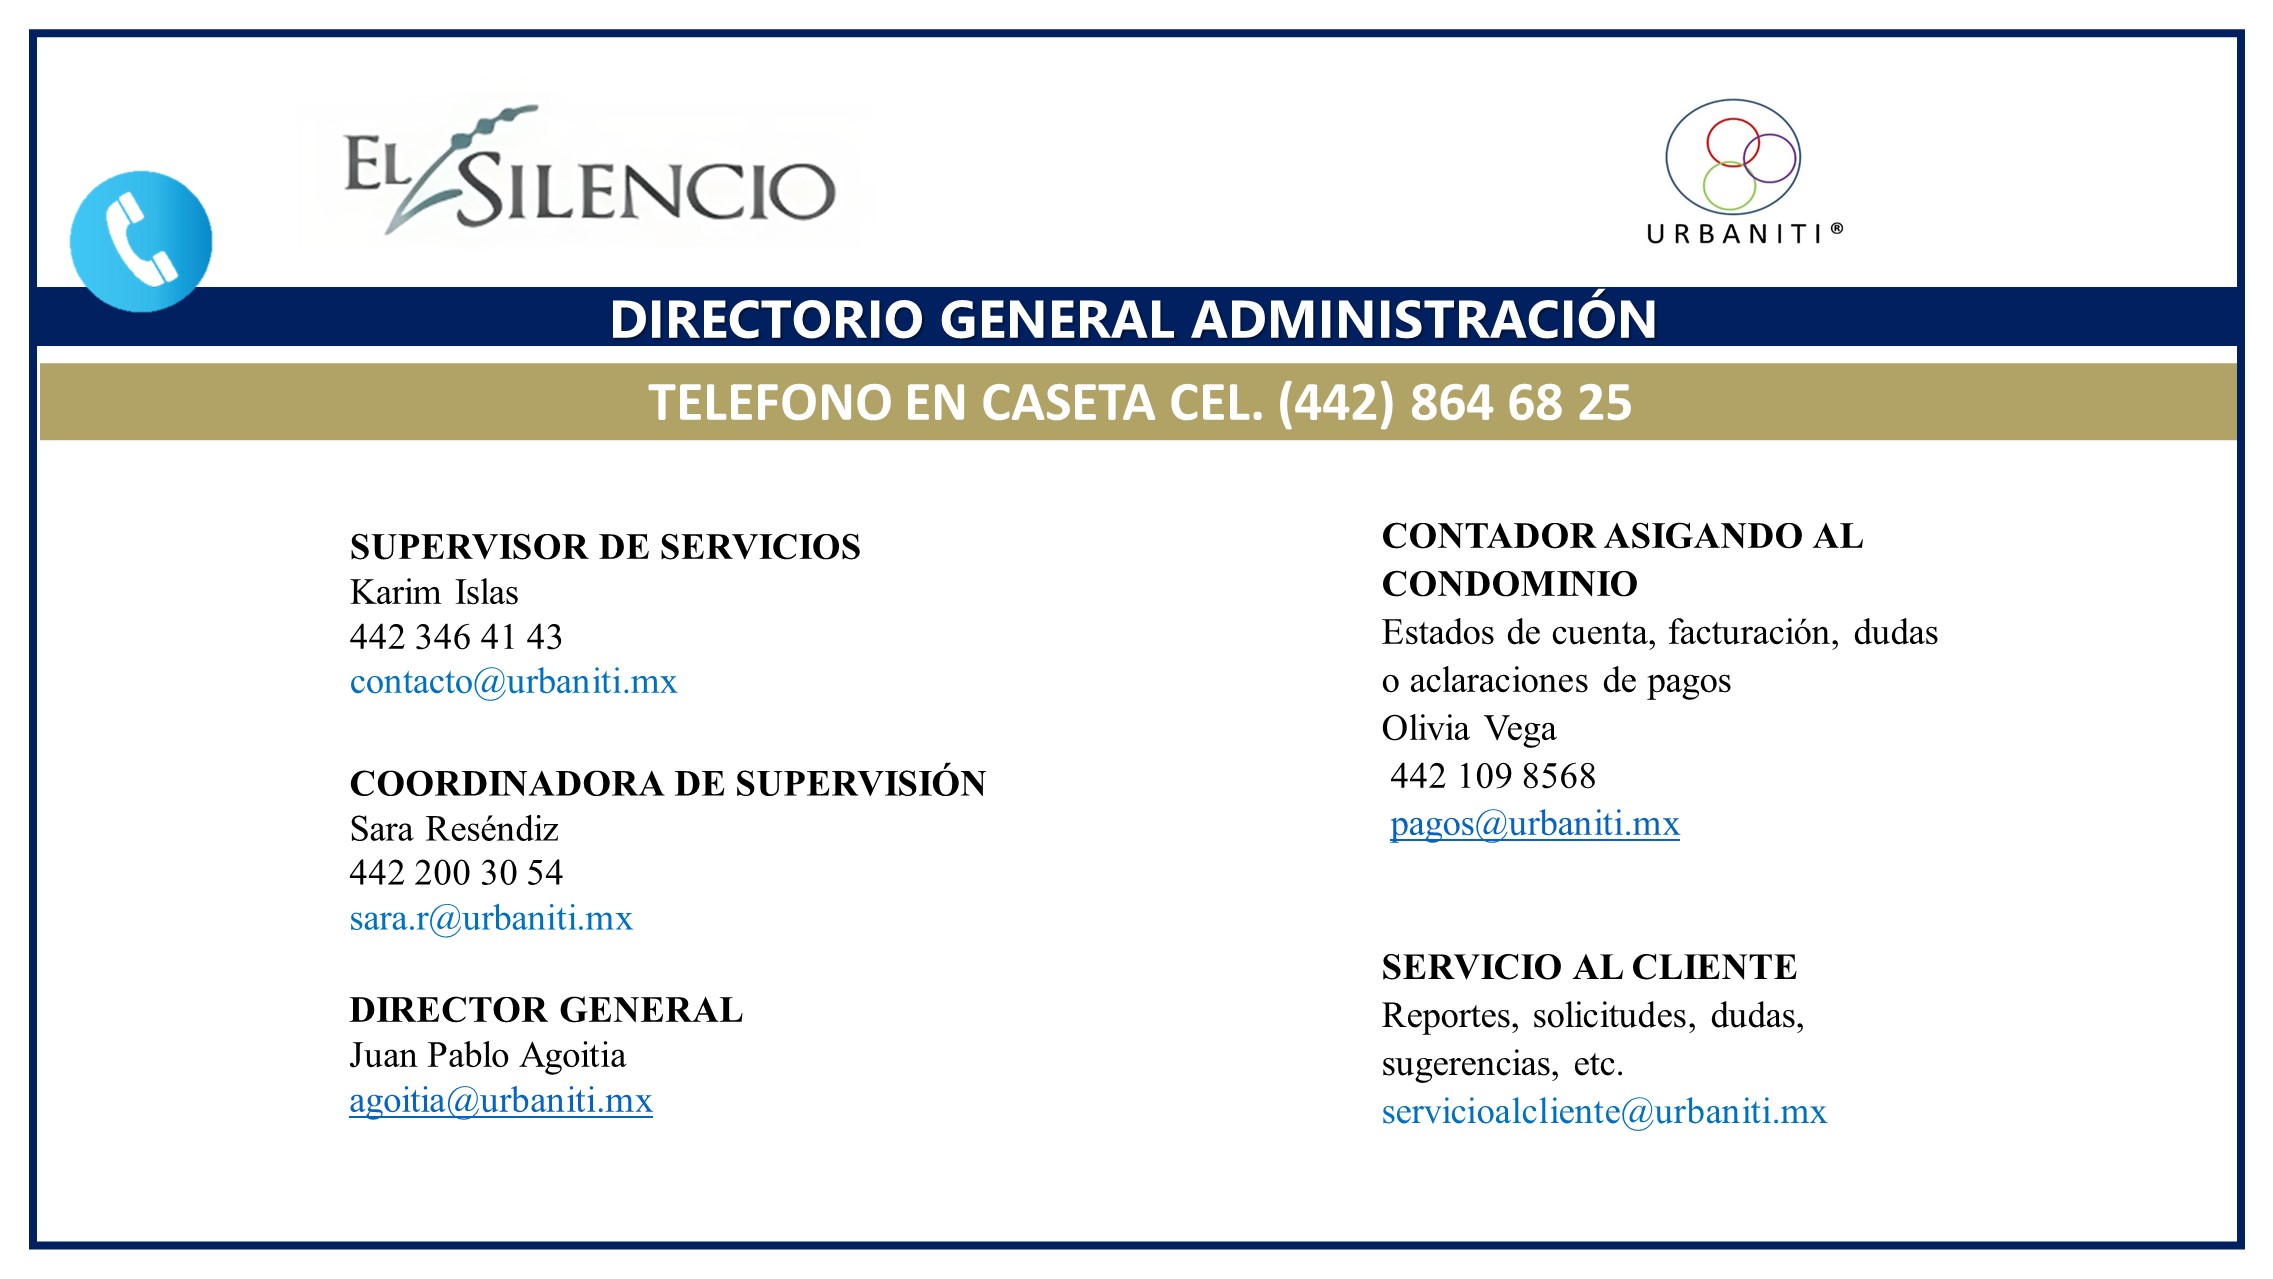 EL SILENCIO
URBANITI®
DIRECTORIO GENERAL ADMINISTRACIÓN
TELEFONO EN CASETA CEL. (442) 864 68 25
SUPERVISOR DE SERVICIOS
Karim Islas
442 346 41 43
contacto@urbaniti.mx
COORDINADORA DE SUPERVISIÓN
Sara Reséndiz
442 200 30 54
sara.r@urbaniti.mx
DIRECTOR GENERAL
Juan Pablo Agoitia
agoitia@urbaniti.mx
CONTADOR ASIGANDO AL
CONDOMINIO
Estados de cuenta, facturación, dudas
o aclaraciones de pagos
Olivia Vega
442 109 8568
pagos@urbaniti.mx
SERVICIO AL CLIENTE
Reportes, solicitudes, dudas,
sugerencias, etc.
servicioalcliente@urbaniti.mx